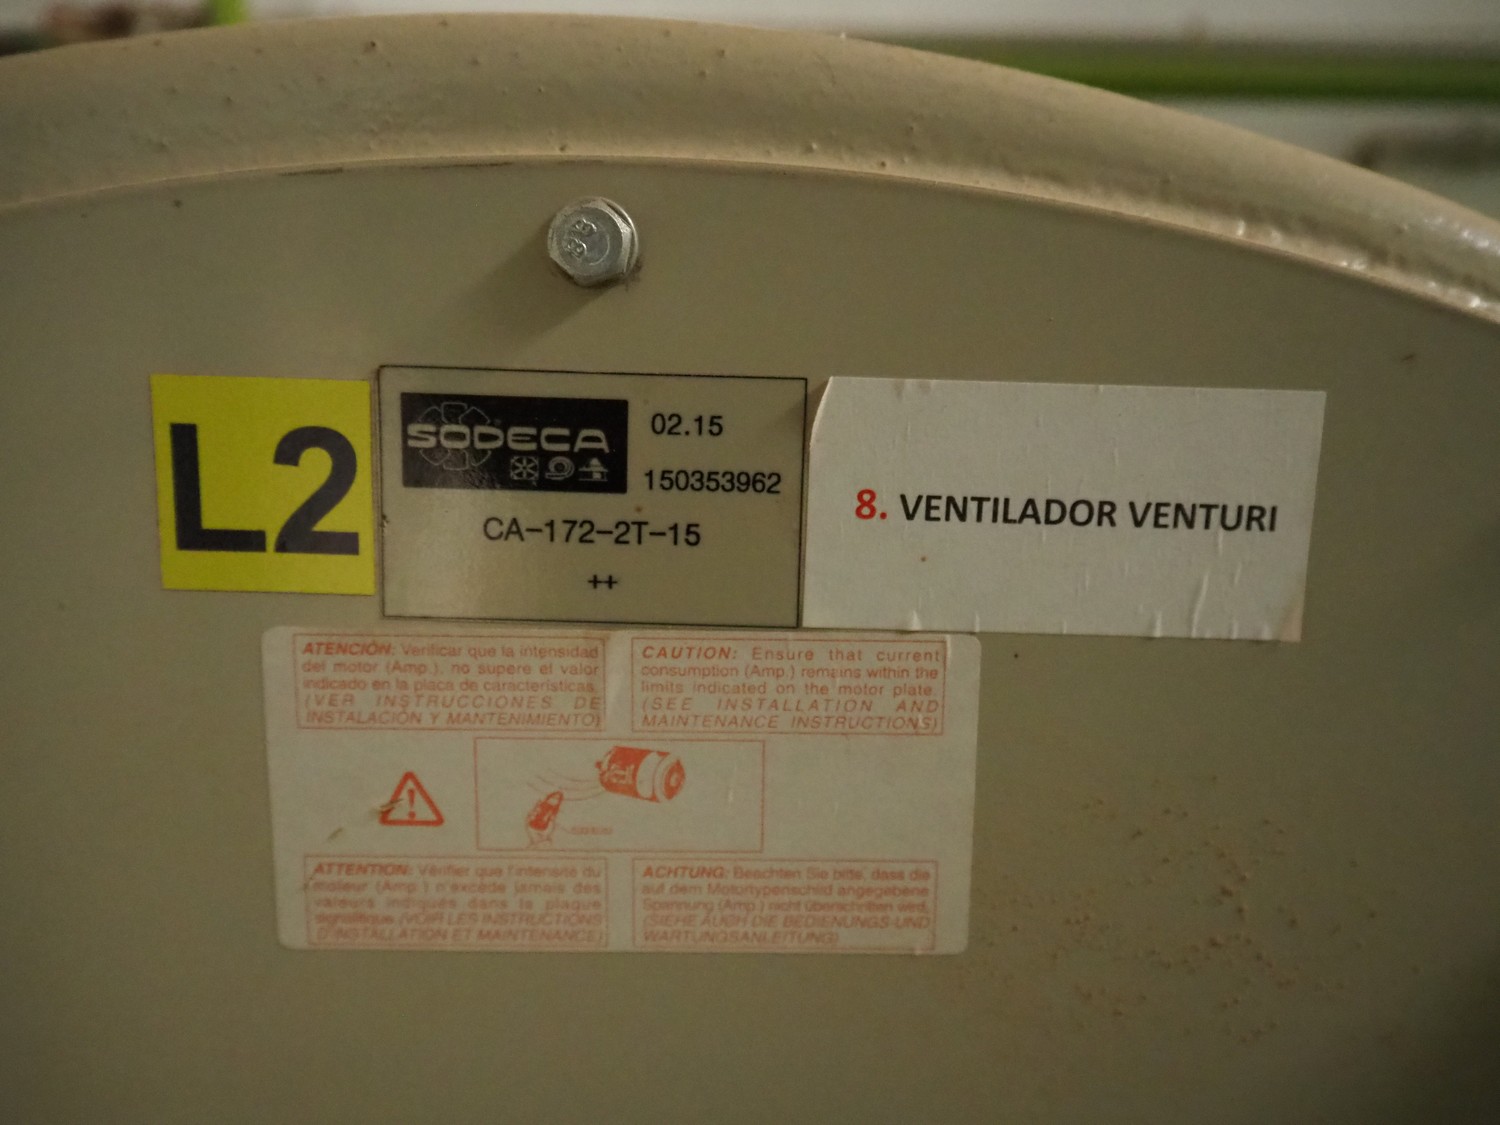 8.8
L2
SODECA
02.15
150353962
CA-172-2T-15
++
8. VENTILADOR VENTURI
ATENCIÓN: Verificar que la intensidad
del motor (Amp.), no supere el valor
indicado en la placa de características.
(VER INSTRUCCIONES DE
INSTALACIÓN Y MANTENIMIENTO)
CAUTION: Ensure that current
consumption (Amp.) remains within the
limits indicated on the motor plate.
(SEE INSTALLATION AND
MAINTENANCE INSTRUCTIONS)
ATTENTION: Vérifier que l'intensité du
moteur (Amp.) n'excède jamais des
valeurs indiqués dans la plaque
signalitique (VOIR LES INSTRUCTIONS
D'INSTALLATION ET MAINTENANCE)
ACHTUNG: Beachten Sie bitte, dass die
auf dem Motortypenschild angegebene
Spannung (Amp.) nicht überschritten wird.
(SIEHE AUCH DIE BEDIENUNGS-UND
WARTUNGSANLEITUNG)